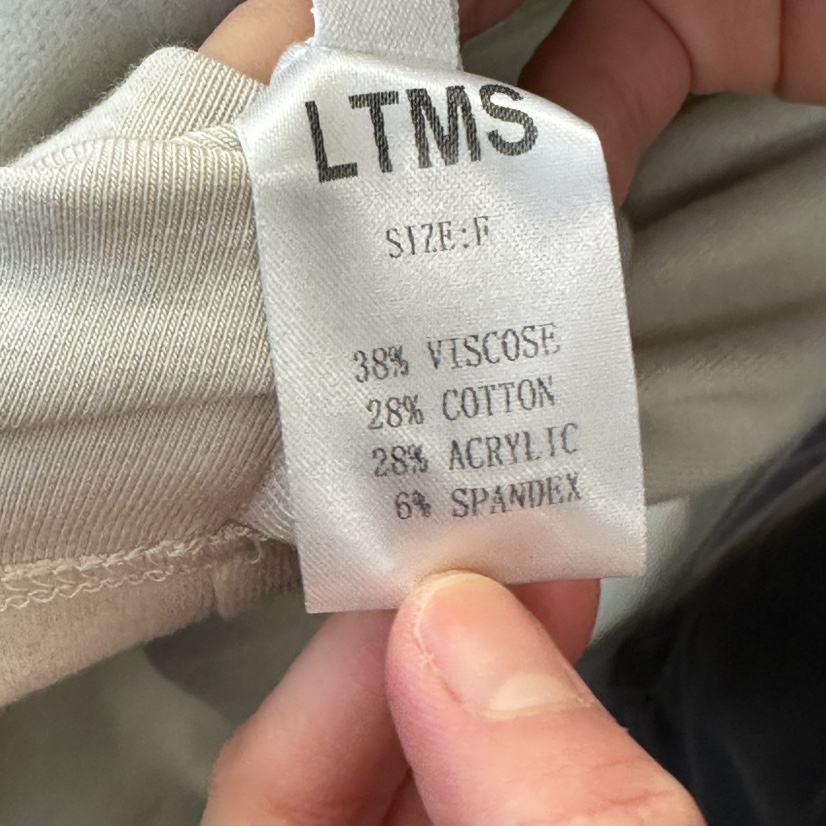 LTMS
SIZE:F
38% VISCOSE
28% COTTON
28% ACRYLIC
6% SPANDEX